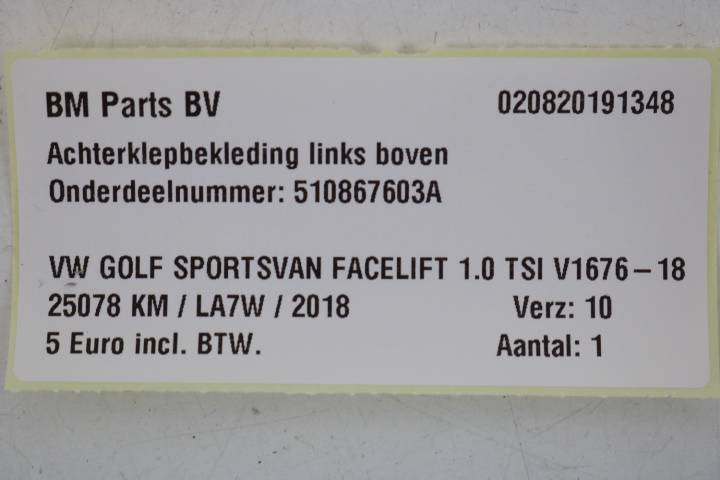 BM Parts BV 020820191348
Achterklepbekleding links boven
Onderdeelnummer: 510867603A
VW GOLF SPORTSVAN FACELIFT 1.0 TSI V1676-18
25078 KM / LA7W / 2018 Verz: 10
5 Euro incl. BTW. Aantal: 1